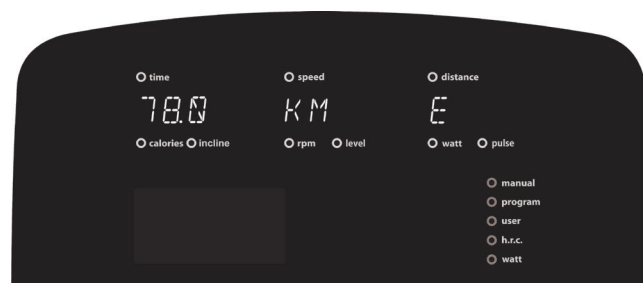 time speed distance
78.0 KM E
calories incline rpm level watt pulse
manual
program
user
h.r.c.
watt